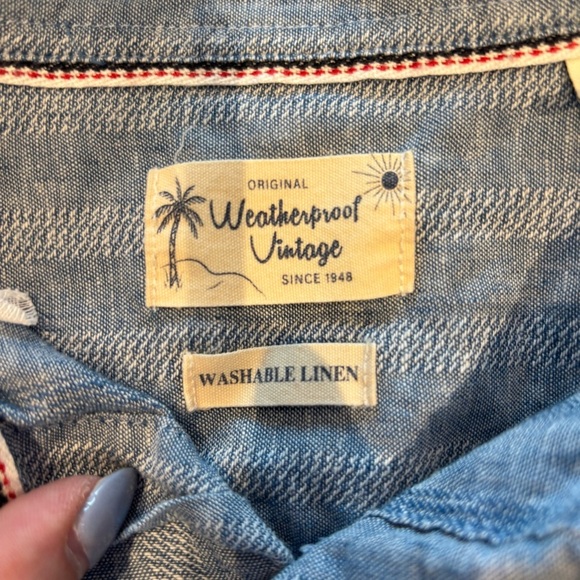 ORIGINAL
Weatherproof
Vintage
SINCE 1948
WASHABLE LINEN